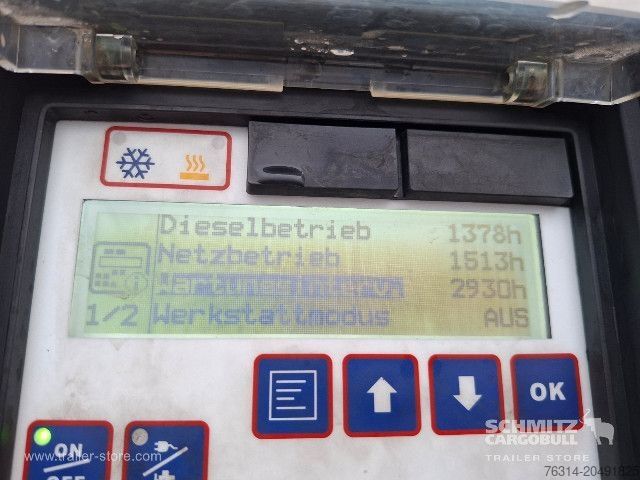 Dieselbetrieb 1378h
Netzbetrieb 1513h
Wartungsinterv. 2930h
1/2 Werkstattmodus AUS
OK
ON
OFF
SCHMITZ
CARGOBULL
TRAILER STORE
www.trailer-store.com
76314-20491825